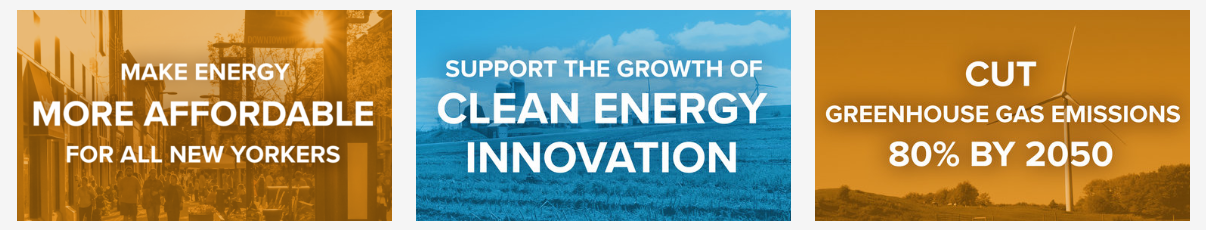 MAKE ENERGY
MORE AFFORDABLE
FOR ALL NEW YORKERS
SUPPORT THE GROWTH OF
CLEAN ENERGY
INNOVATION
CUT
GREENHOUSE GAS EMISSIONS
80% BY 2050